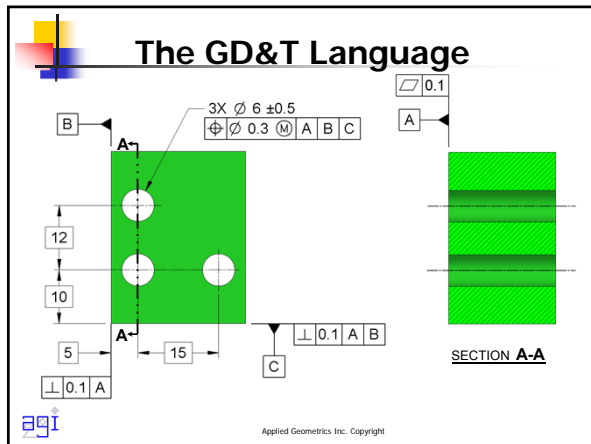 The GD&T Language
⏥ 0.1
3X Ø 6 ±0.5
⌖ Ø 0.3 Ⓜ A B C
B
A
A
12
10
A
5
15
⟂ 0.1 A B
C
⟂ 0.1 A
SECTION A-A
agi
Applied Geometrics Inc. Copyright